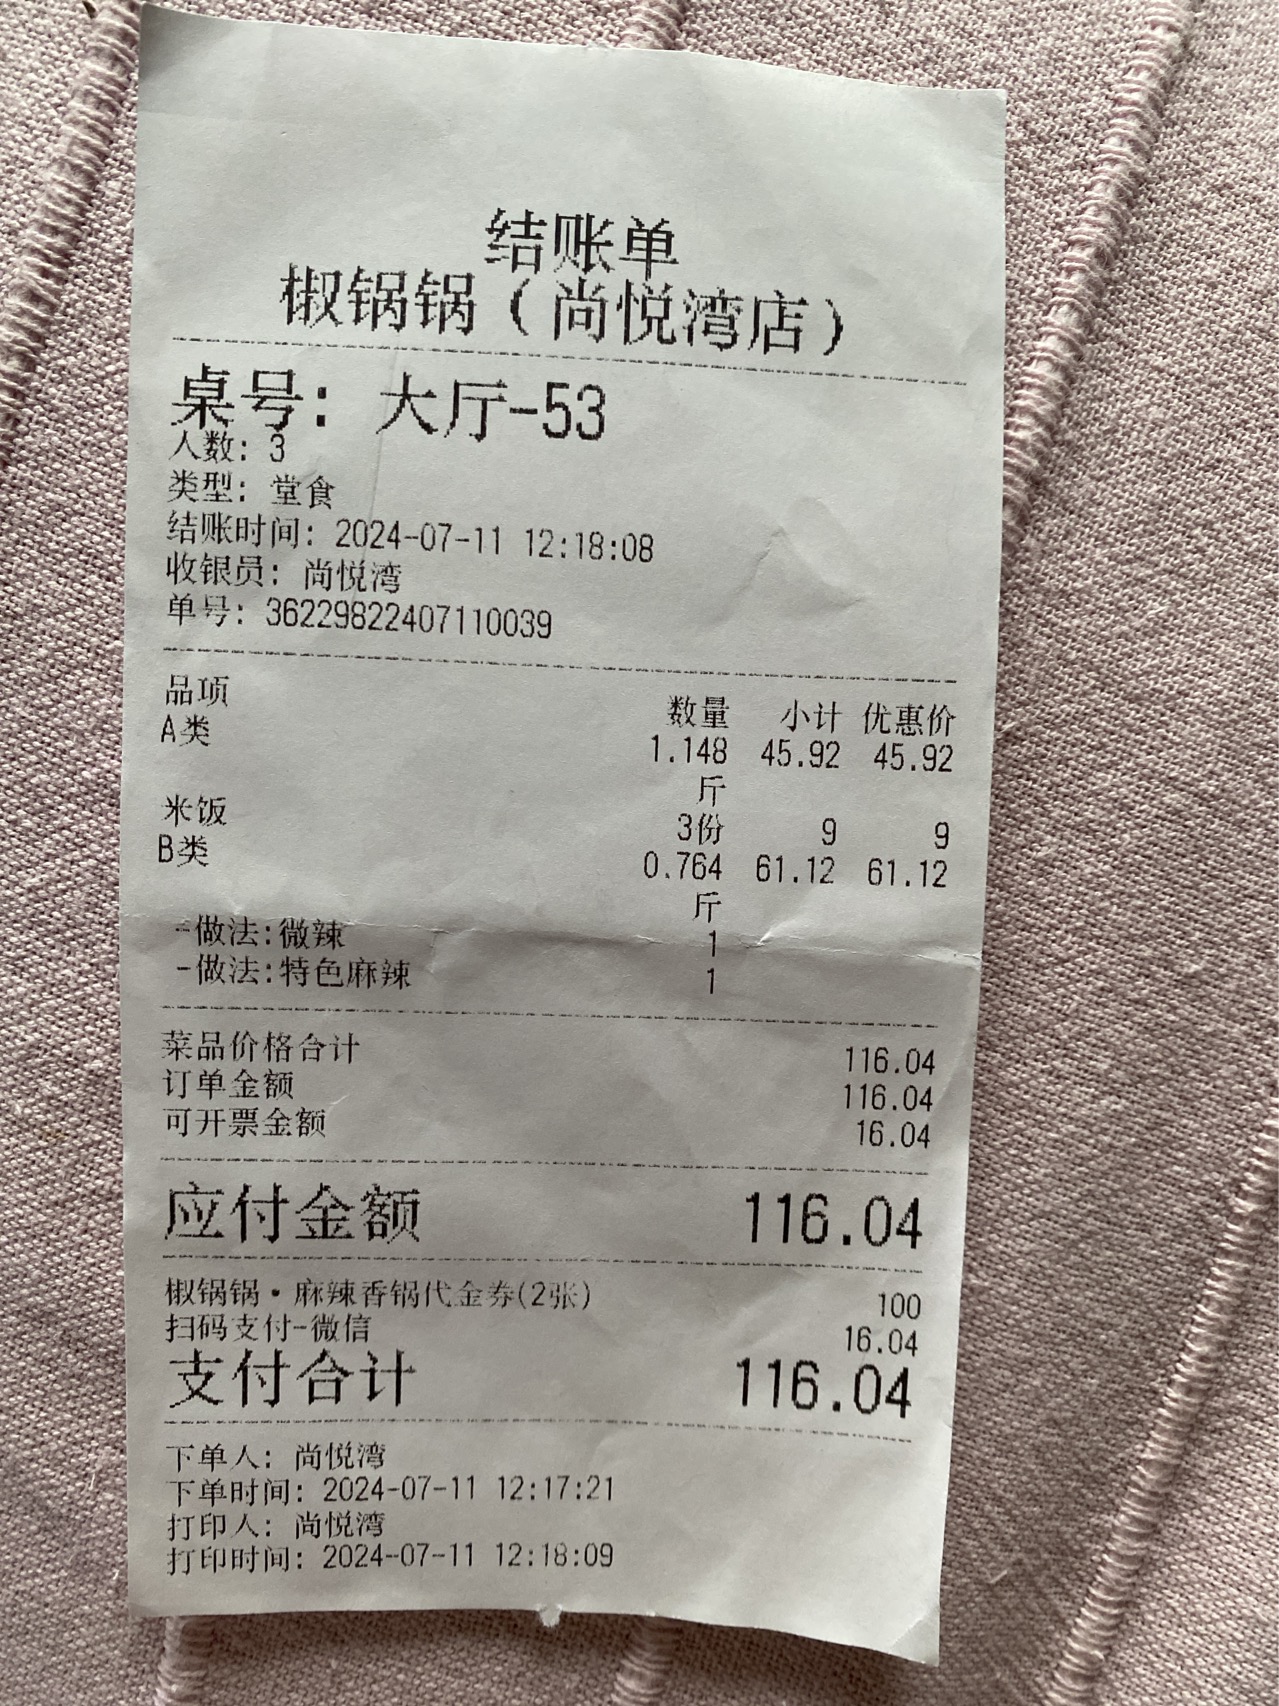 结账单
椒锅锅（尚悦湾店）
桌号： 大厅-53
人数: 3
类型: 堂食
结账时间: 2024-07-11 12:18:08
收银员: 尚悦湾
单号: 36229822407110039
品项 数量 小计 优惠价
A类 1.148 45.92 45.92
斤
米饭 3份 9 9
B类 0.764 61.12 61.12
斤
-做法:微辣 1
-做法:特色麻辣 1
菜品价格合计 116.04
订单金额 116.04
可开票金额 16.04
应付金额 116.04
椒锅锅·麻辣香锅代金券(2张) 100
扫码支付-微信 16.04
支付合计 116.04
下单人: 尚悦湾
下单时间: 2024-07-11 12:17:21
打印人: 尚悦湾
打印时间: 2024-07-11 12:18:09